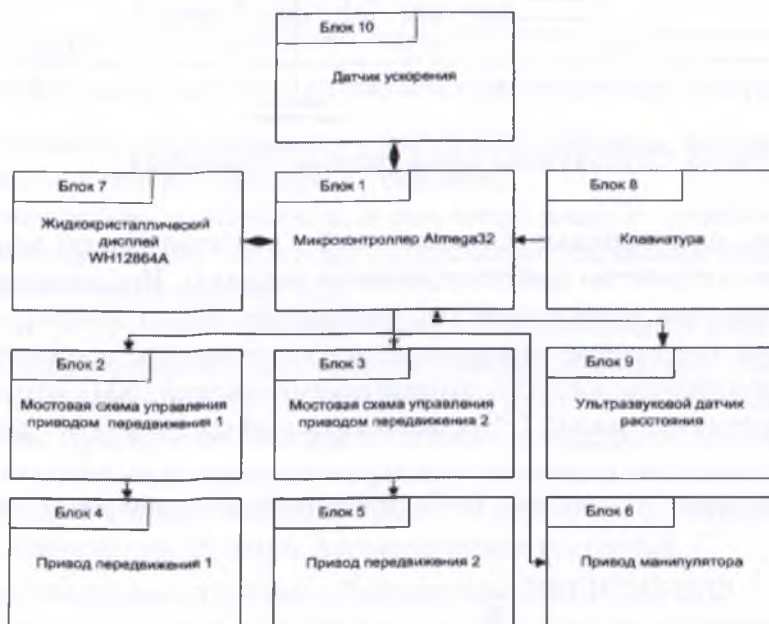 Блок 10
Датчик ускорения
Блок 7
Жидкокристаллический
дисплей
WH12864A
Блок 1
Микроконтроллер Atmega32
Блок 8
Клавиатура
Блок 2
Мостовая схема управления
приводом передвижения 1
Блок 3
Мостовая схема управления
приводом передвижения 2
Блок 9
Ультразвуковой датчик
расстояния
Блок 4
Привод передвижения 1
Блок 5
Привод передвижения 2
Блок 6
Привод манипулятора